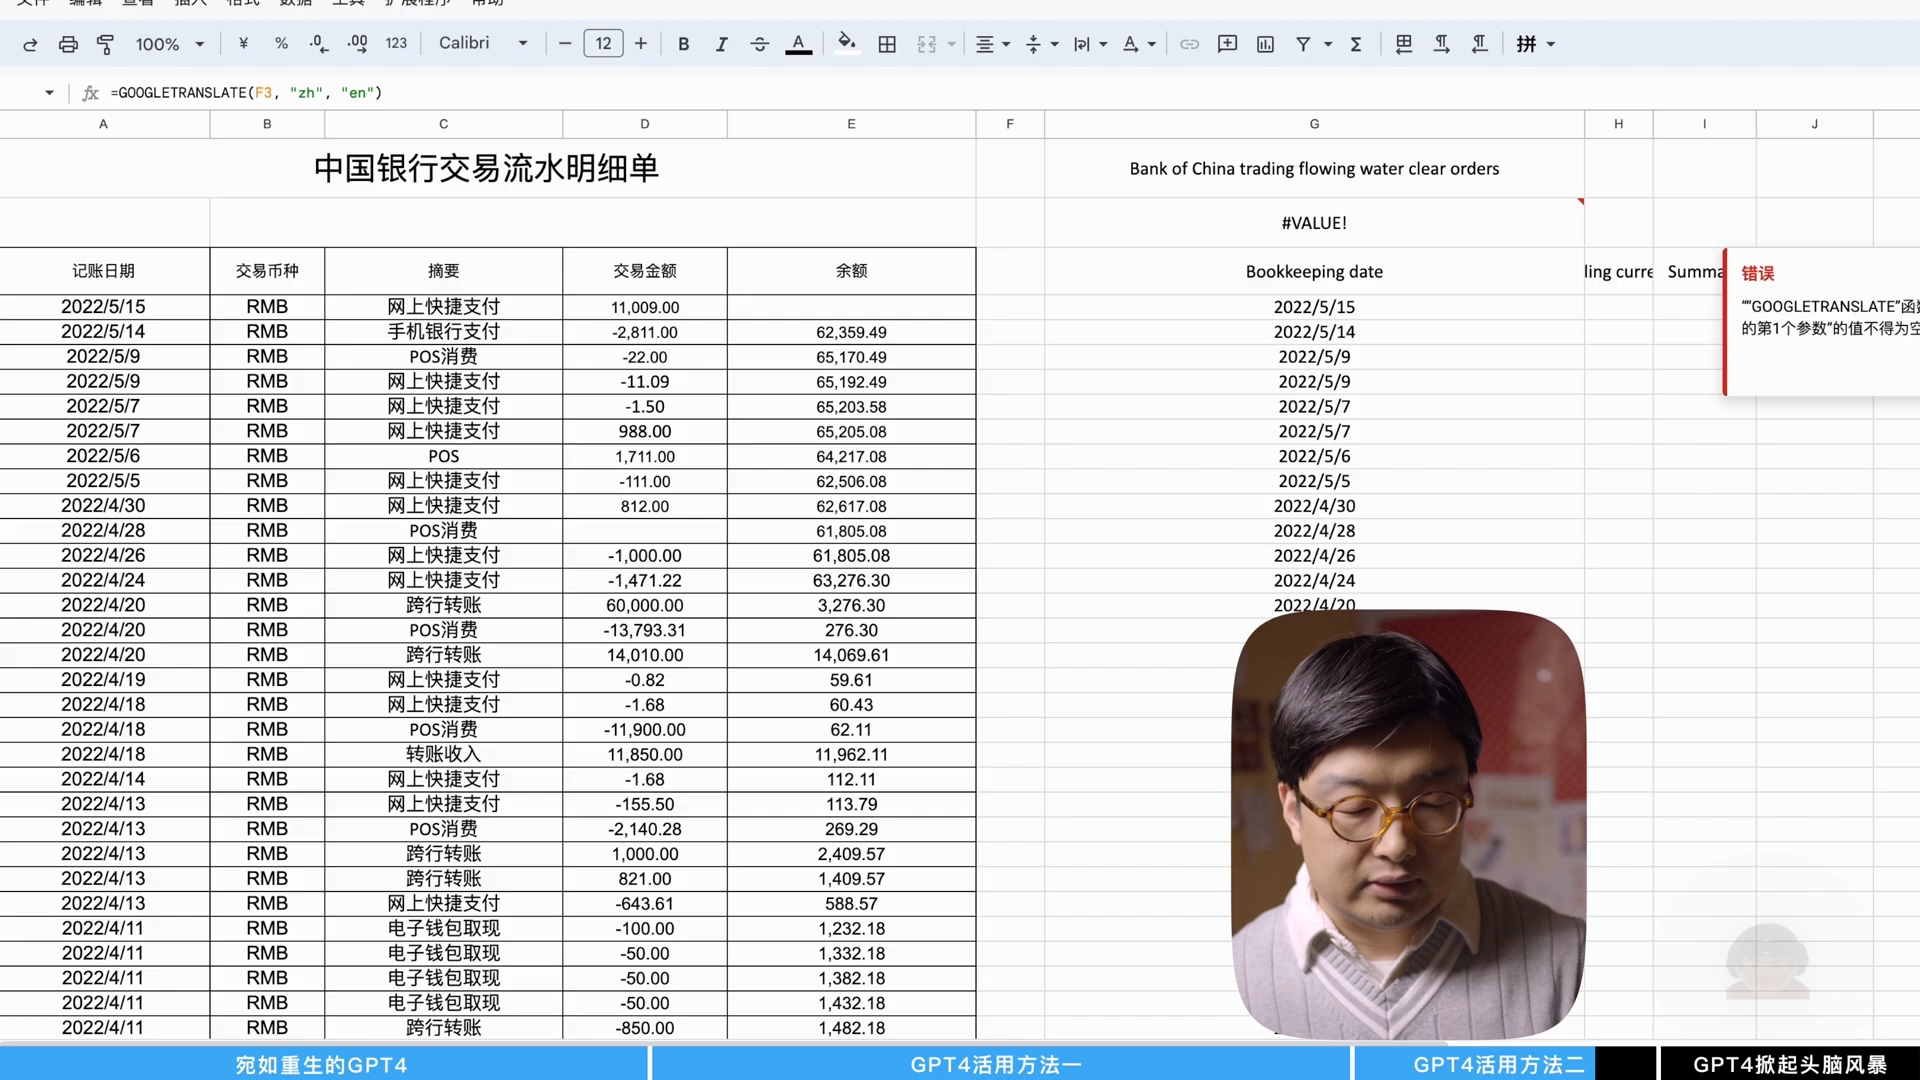 文件 编辑 查看 插入 格式 数据 工具 扩展程序 帮助
100% ¥ % .0 .00 123 Calibri 12 B I A 拼
fx =GOOGLETRANSLATE(F3, "zh", "en")
A B C D E F G H I J
中国银行交易流水明细单 Bank of China trading flowing water clear orders
#VALUE!
记账日期 交易币种 摘要 交易金额 余额 Bookkeeping date ling curre Summa
错误
““GOOGLETRANSLATE”函
的第1个参数”的值不得为空
2022/5/15 RMB 网上快捷支付 11,009.00 2022/5/15
2022/5/14 RMB 手机银行支付 -2,811.00 62,359.49 2022/5/14
2022/5/9 RMB POS消费 -22.00 65,170.49 2022/5/9
2022/5/9 RMB 网上快捷支付 -11.09 65,192.49 2022/5/9
2022/5/7 RMB 网上快捷支付 -1.50 65,203.58 2022/5/7
2022/5/7 RMB 网上快捷支付 988.00 65,205.08 2022/5/7
2022/5/6 RMB POS 1,711.00 64,217.08 2022/5/6
2022/5/5 RMB 网上快捷支付 -111.00 62,506.08 2022/5/5
2022/4/30 RMB 网上快捷支付 812.00 62,617.08 2022/4/30
2022/4/28 RMB POS消费 61,805.08 2022/4/28
2022/4/26 RMB 网上快捷支付 -1,000.00 61,805.08 2022/4/26
2022/4/24 RMB 网上快捷支付 -1,471.22 63,276.30 2022/4/24
2022/4/20 RMB 跨行转账 60,000.00 3,276.30 2022/4/20
2022/4/20 RMB POS消费 -13,793.31 276.30
2022/4/20 RMB 跨行转账 14,010.00 14,069.61
2022/4/19 RMB 网上快捷支付 -0.82 59.61
2022/4/18 RMB 网上快捷支付 -1.68 60.43
2022/4/18 RMB POS消费 -11,900.00 62.11
2022/4/18 RMB 转账收入 11,850.00 11,962.11
2022/4/14 RMB 网上快捷支付 -1.68 112.11
2022/4/13 RMB 网上快捷支付 -155.50 113.79
2022/4/13 RMB POS消费 -2,140.28 269.29
2022/4/13 RMB 跨行转账 1,000.00 2,409.57
2022/4/13 RMB 跨行转账 821.00 1,409.57
2022/4/13 RMB 网上快捷支付 -643.61 588.57
2022/4/11 RMB 电子钱包取现 -100.00 1,232.18
2022/4/11 RMB 电子钱包取现 -50.00 1,332.18
2022/4/11 RMB 电子钱包取现 -50.00 1,382.18
2022/4/11 RMB 电子钱包取现 -50.00 1,432.18
2022/4/11 RMB 跨行转账 -850.00 1,482.18
宛如重生的GPT4 GPT4活用方法一 GPT4活用方法二 GPT4掀起头脑风暴